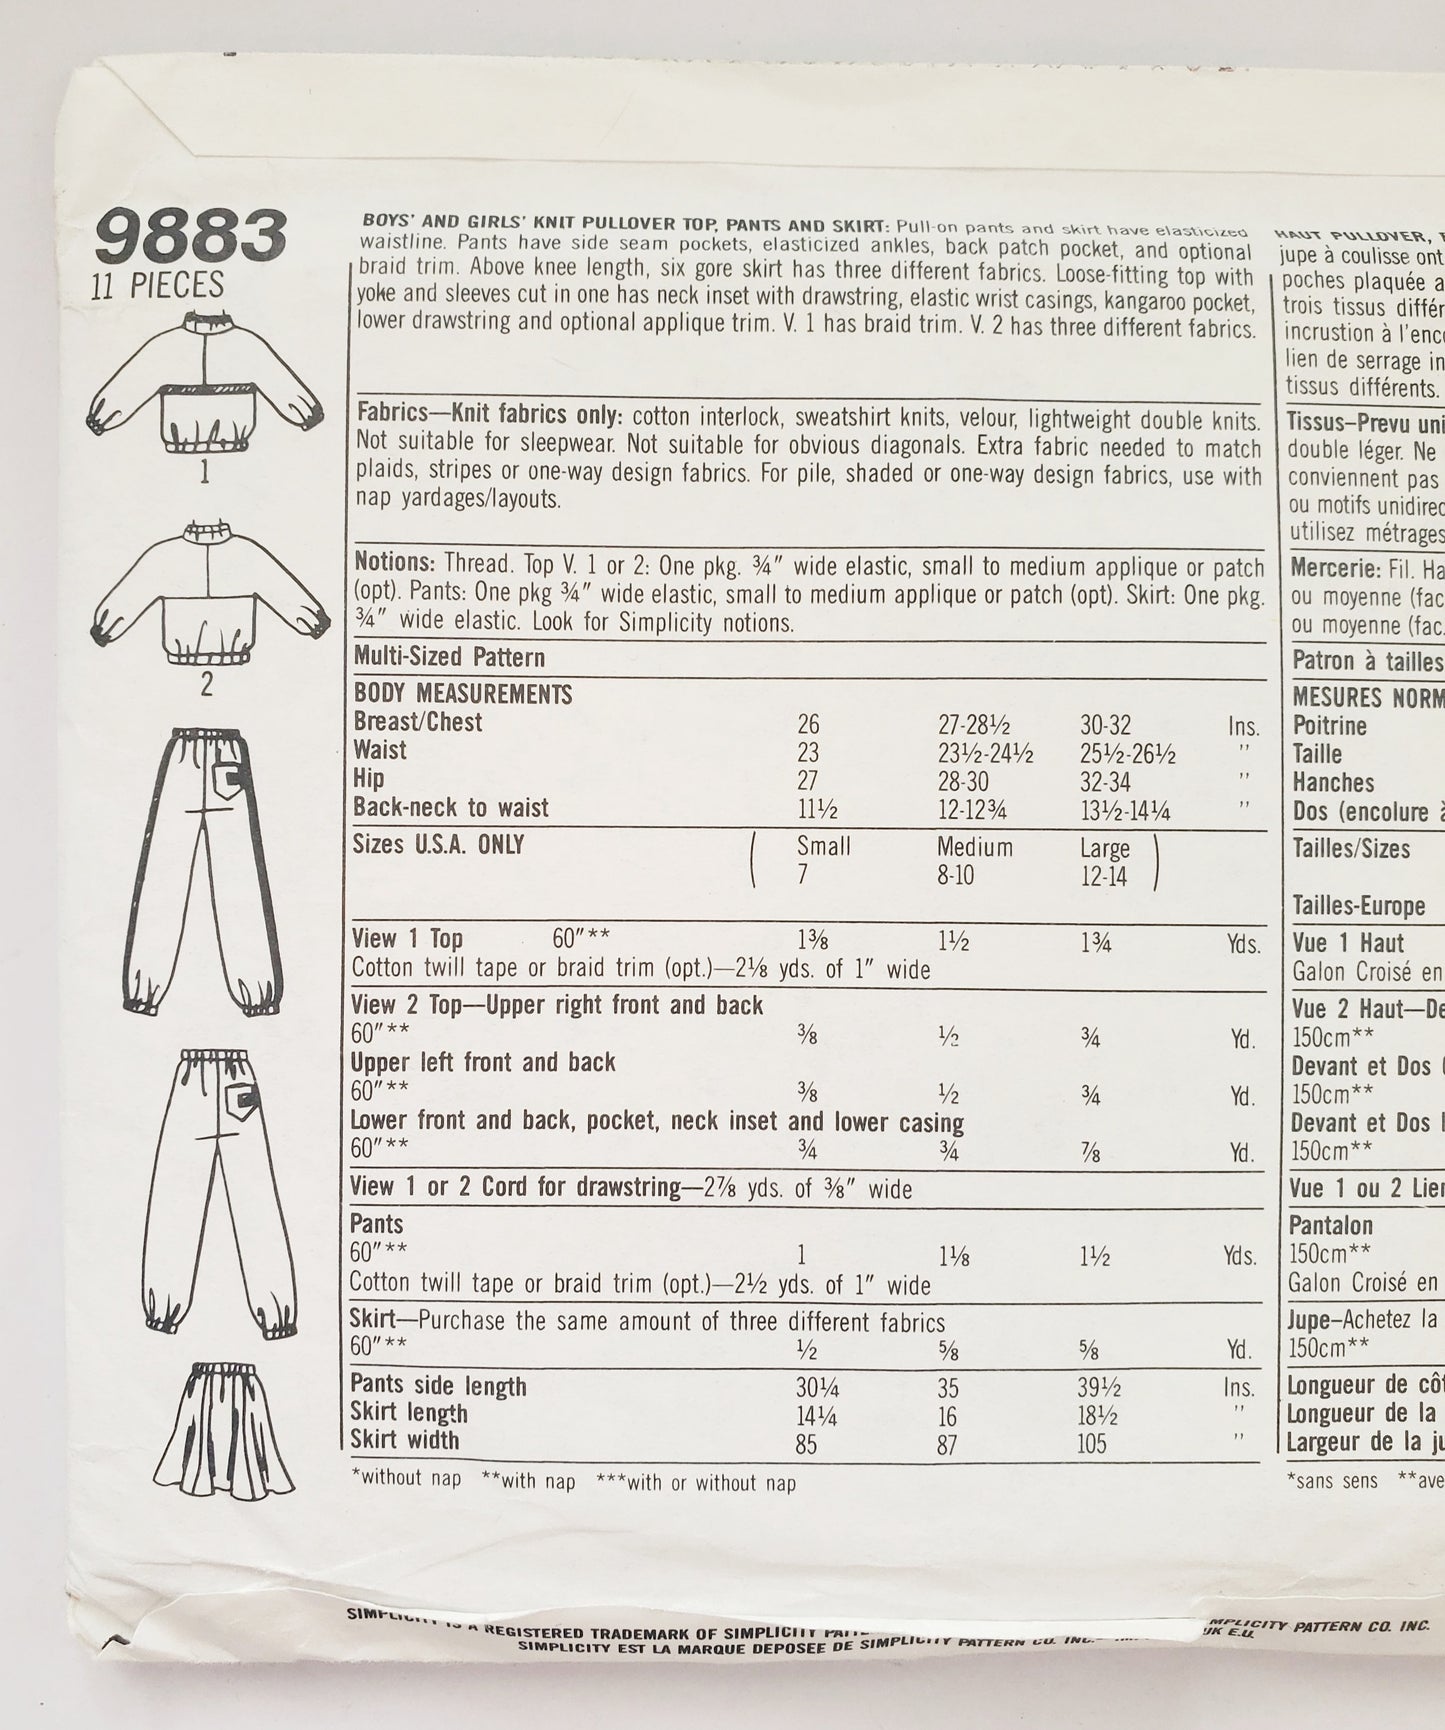 9883
11 PIECES
1
2
BOYS' AND GIRLS' KNIT PULLOVER TOP, PANTS AND SKIRT: Pull-on pants and skirt have elasticized
waistline. Pants have side seam pockets, elasticized ankles, back patch pocket, and optional
braid trim. Above knee length, six gore skirt has three different fabrics. Loose-fitting top with
yoke and sleeves cut in one has neck inset with drawstring, elastic wrist casings, kangaroo pocket,
lower drawstring and optional applique trim. V. 1 has braid trim. V. 2 has three different fabrics.
Fabrics—Knit fabrics only: cotton interlock, sweatshirt knits, velour, lightweight double knits.
Not suitable for sleepwear. Not suitable for obvious diagonals. Extra fabric needed to match
plaids, stripes or one-way design fabrics. For pile, shaded or one-way design fabrics, use with
nap yardages/layouts.
Notions: Thread. Top V. 1 or 2: One pkg. ¾" wide elastic, small to medium applique or patch
(opt). Pants: One pkg ¾" wide elastic, small to medium applique or patch (opt). Skirt: One pkg.
¾" wide elastic. Look for Simplicity notions.
Multi-Sized Pattern
BODY MEASUREMENTS
Breast/Chest 26 27-28½ 30-32 Ins.
Waist 23 23½-24½ 25½-26½ "
Hip 27 28-30 32-34 "
Back-neck to waist 11½ 12-12¾ 13½-14¼ "
Sizes U.S.A. ONLY ( Small Medium Large )
7 8-10 12-14
View 1 Top 60"** 1⅜ 1½ 1¾ Yds.
Cotton twill tape or braid trim (opt.)—2⅛ yds. of 1" wide
View 2 Top—Upper right front and back
60"** ⅜ ½ ¾ Yd.
Upper left front and back
60"** ⅜ ½ ¾ Yd.
Lower front and back, pocket, neck inset and lower casing
60"** ¾ ¾ ⅞ Yd.
View 1 or 2 Cord for drawstring—2⅞ yds. of ⅜" wide
Pants
60"** 1 1⅛ 1½ Yds.
Cotton twill tape or braid trim (opt.)—2½ yds. of 1" wide
Skirt—Purchase the same amount of three different fabrics
60"** ½ ⅝ ⅝ Yd.
Pants side length 30¼ 35 39½ Ins.
Skirt length 14¼ 16 18½ "
Skirt width 85 87 105 "
*without nap **with nap ***with or without nap
HAUT PULLOVER,
jupe à coulisse ont
poches plaquée a
trois tissus différ
incrustion à l'enc
lien de serrage in
tissus différents.
Tissus–Prevu uni
double léger. Ne
conviennent pas
ou motifs unidirec
utilisez métrages
Mercerie: Fil. Ha
ou moyenne (fac
ou moyenne (fac.
Patron à tailles
MESURES NORM
Poitrine
Taille
Hanches
Dos (encolure à
Tailles/Sizes
Tailles-Europe
Vue 1 Haut
Galon Croisé en
Vue 2 Haut—De
150cm**
Devant et Dos
150cm**
Devant et Dos
150cm**
Vue 1 ou 2 Lier
Pantalon
150cm**
Galon Croisé en
Jupe–Achetez la
150cm**
Longueur de côt
Longueur de la
Largeur de la ju
*sans sens **ave
SIMPLICITY IS A REGISTERED TRADEMARK OF SIMPLICITY
SIMPLICITY EST LA MARQUE DEPOSEE DE SIMPLICITY PATTERN CO. INC.
MPLICITY PATTERN CO. INC.
UK E.U.